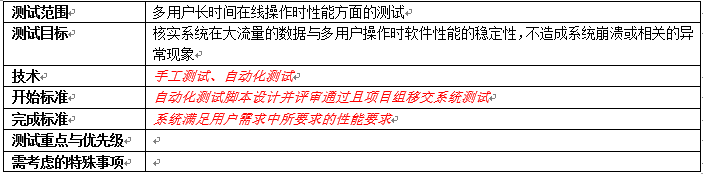 测试范围 多用户长时间在线操作时性能方面的测试
测试目标 核实系统在大流量的数据与多用户操作时软件性能的稳定性，不造成系统崩溃或相关的异
常现象
技术 手工测试、自动化测试
开始标准 自动化测试脚本设计并评审通过且项目组移交系统测试
完成标准 系统满足用户需求中所要求的性能要求
测试重点与优先级
需考虑的特殊事项